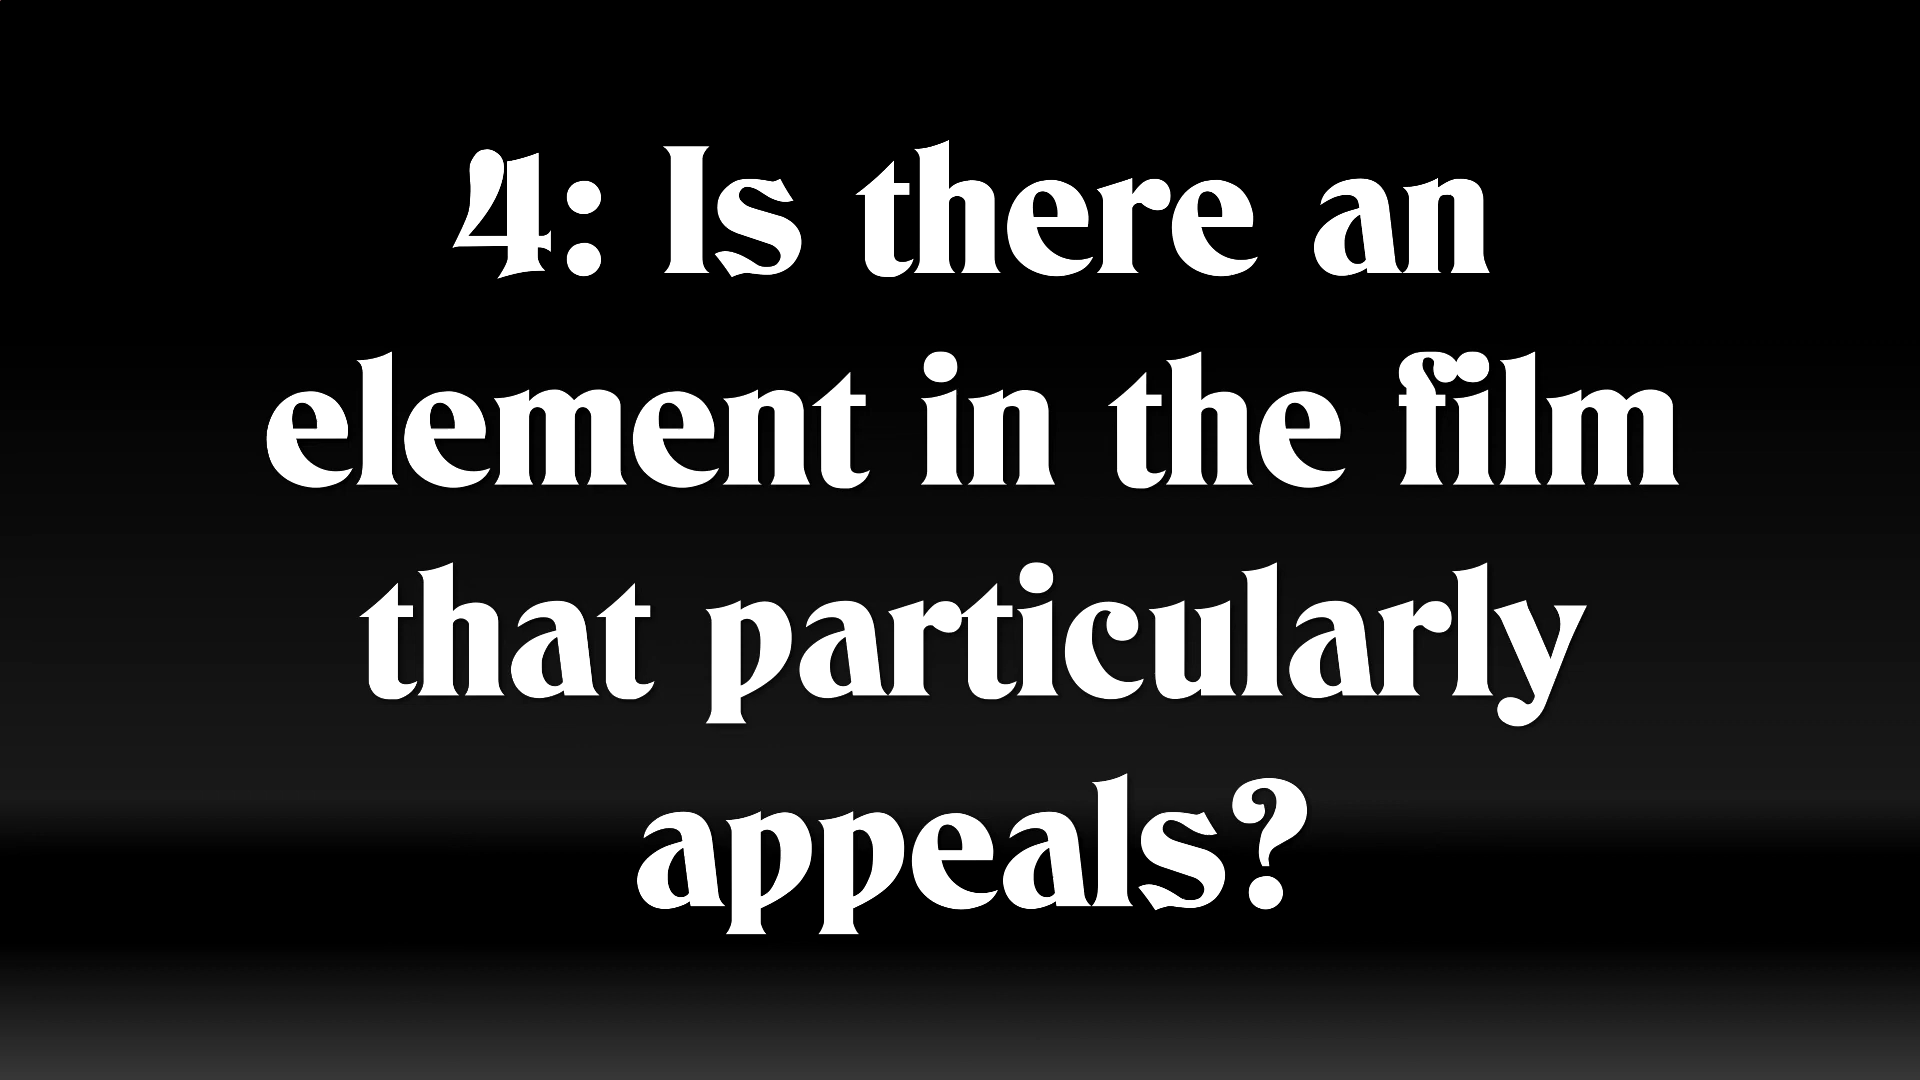 4: Is there an
element in the film
that particularly
appeals?